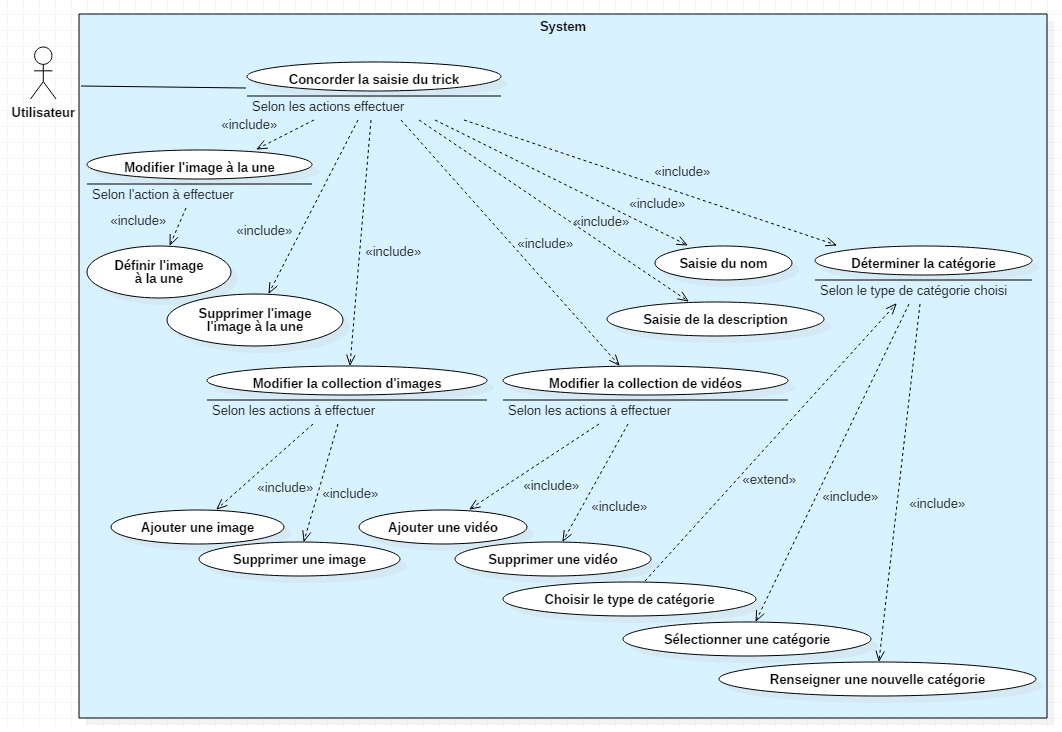 System
Utilisateur
Concorder la saisie du trick
Selon les actions effectuer
«include»
Modifier l'image à la une
Selon l'action à effectuer
«include»
«include»
«include»
«include»
«include»
«include»
«include»
Définir l'image
à la une
Supprimer l'image
l'image à la une
Saisie du nom
Déterminer la catégorie
Selon le type de catégorie choisi
Saisie de la description
Modifier la collection d'images
Selon les actions à effectuer
Modifier la collection de vidéos
Selon les actions à effectuer
«include»
«include»
«include»
«include»
«extend»
«include»
«include»
Ajouter une image
Supprimer une image
Ajouter une vidéo
Supprimer une vidéo
Choisir le type de catégorie
Sélectionner une catégorie
Renseigner une nouvelle catégorie